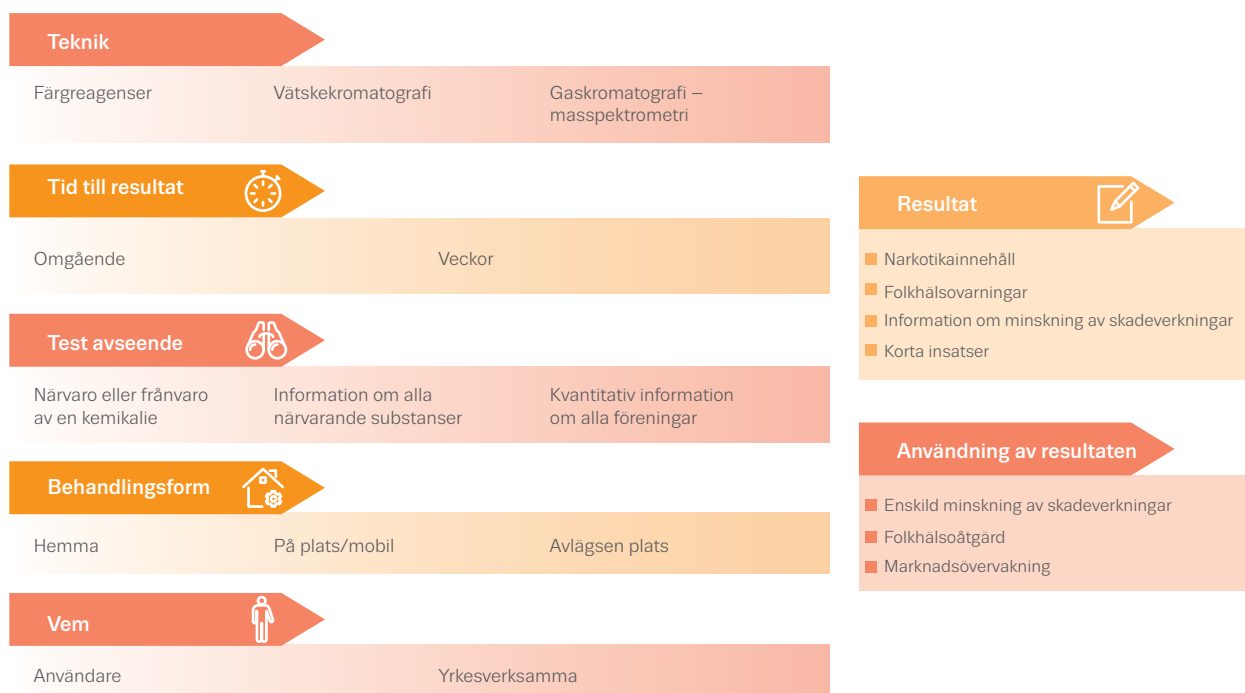 Teknik
Färgreagenser
Vätskekromatografi
Gaskromatografi –
masspektrometri
Tid till resultat
Omgående
Veckor
Test avseende
Närvaro eller frånvaro
av en kemikalie
Information om alla
närvarande substanser
Kvantitativ information
om alla föreningar
Behandlingsform
Hemma
På plats/mobil
Avlägsen plats
Vem
Användare
Yrkesverksamma
Resultat
Narkotikainnehåll
Folkhälsovarningar
Information om minskning av skadeverkningar
Korta insatser
Användning av resultaten
Enskild minskning av skadeverkningar
Folkhälsoåtgärd
Marknadsövervakning